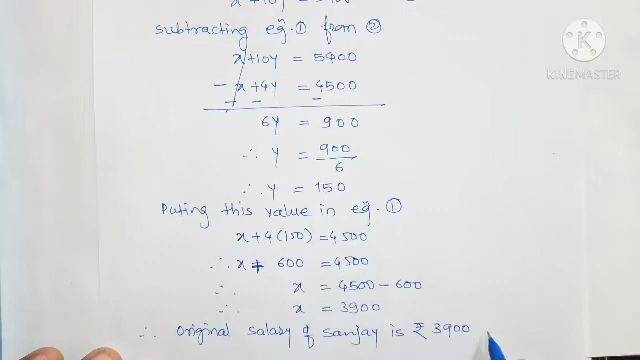 subtracting eq. ① from ②
x+10y = 5400
- x+4y = 4500
+ - -
6y = 900
∴ y = 900/6
∴ y = 150
Puting this value in eq. ①
x+4(150) = 4500
∴ x + 600 = 4500
∴ x = 4500 - 600
∴ x = 3900
∴ Original salary of Sanjay is ₹ 3900
KINEMASTER